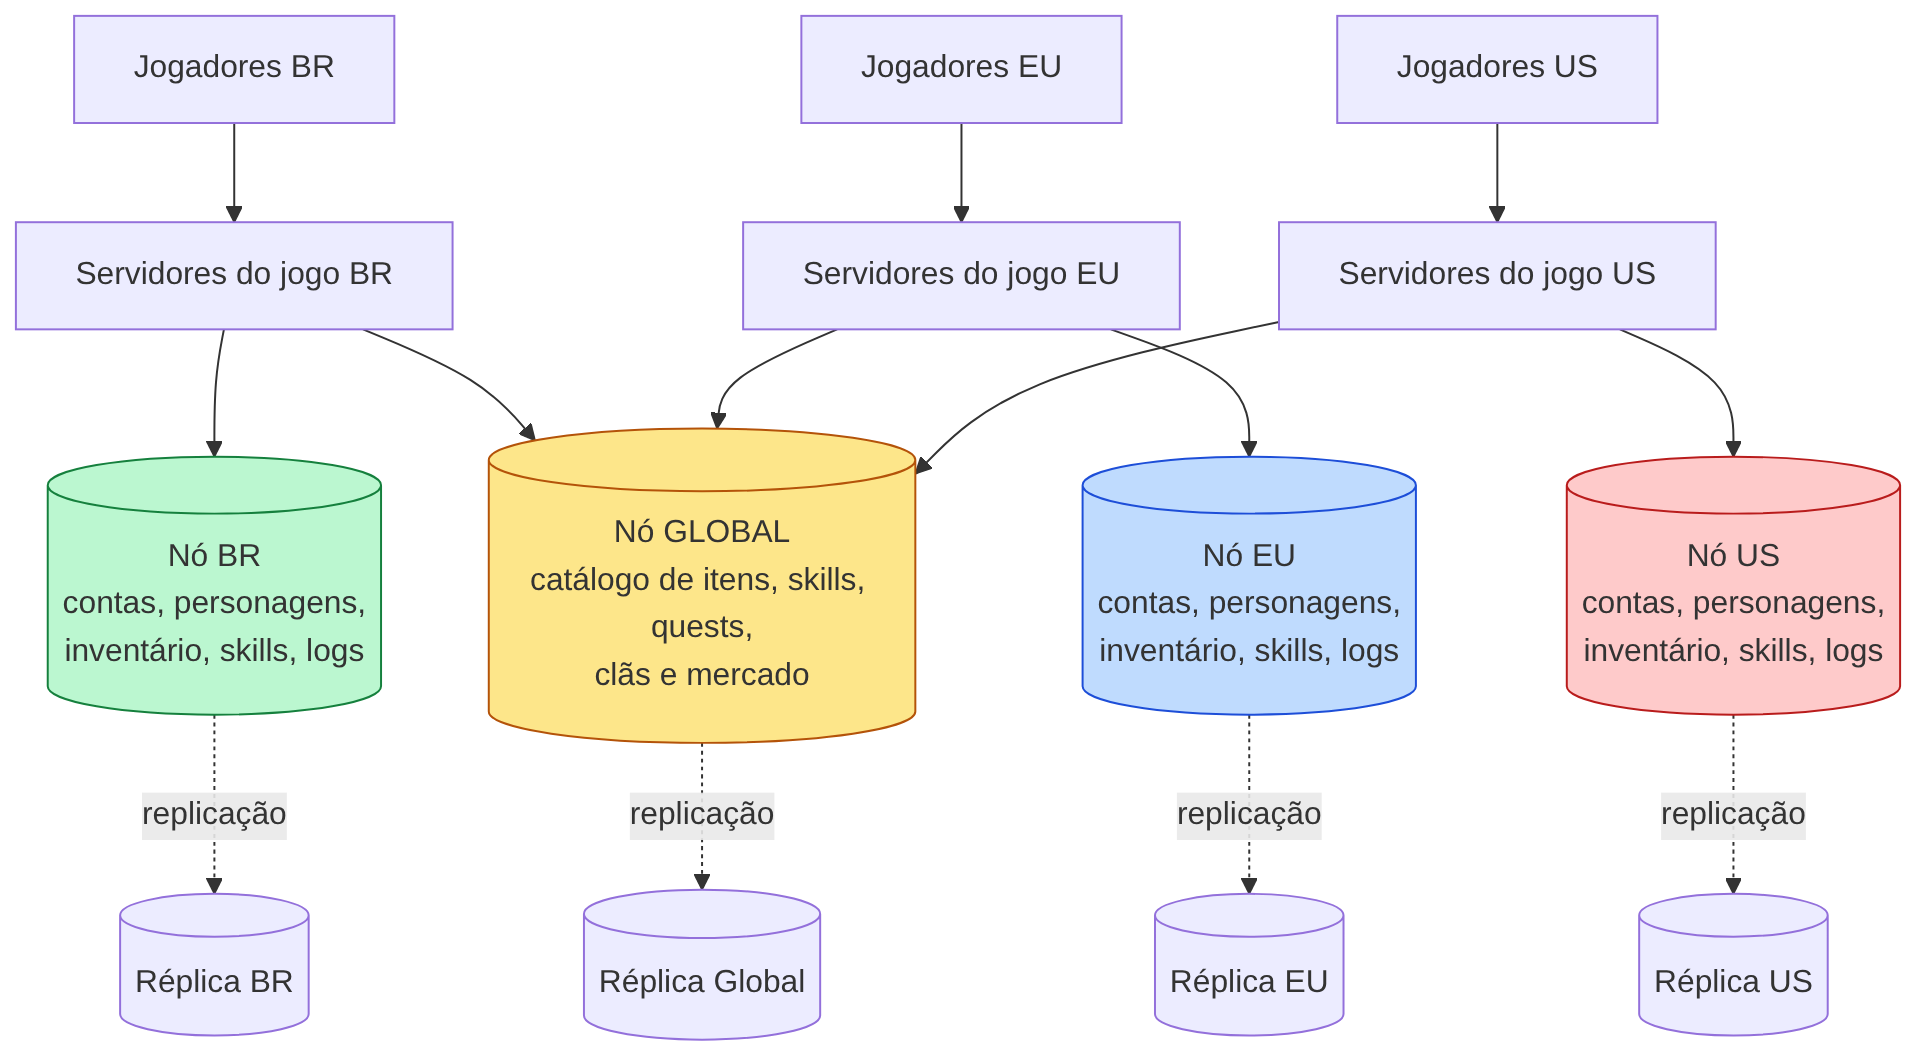 Jogadores BR
Jogadores EU
Jogadores US
Servidores do jogo BR
Servidores do jogo EU
Servidores do jogo US
Nó BR
contas, personagens,
inventário, skills, logs
Nó GLOBAL
catálogo de itens, skills,
quests,
clãs e mercado
Nó EU
contas, personagens,
inventário, skills, logs
Nó US
contas, personagens,
inventário, skills, logs
replicação
replicação
replicação
replicação
Réplica BR
Réplica Global
Réplica EU
Réplica US